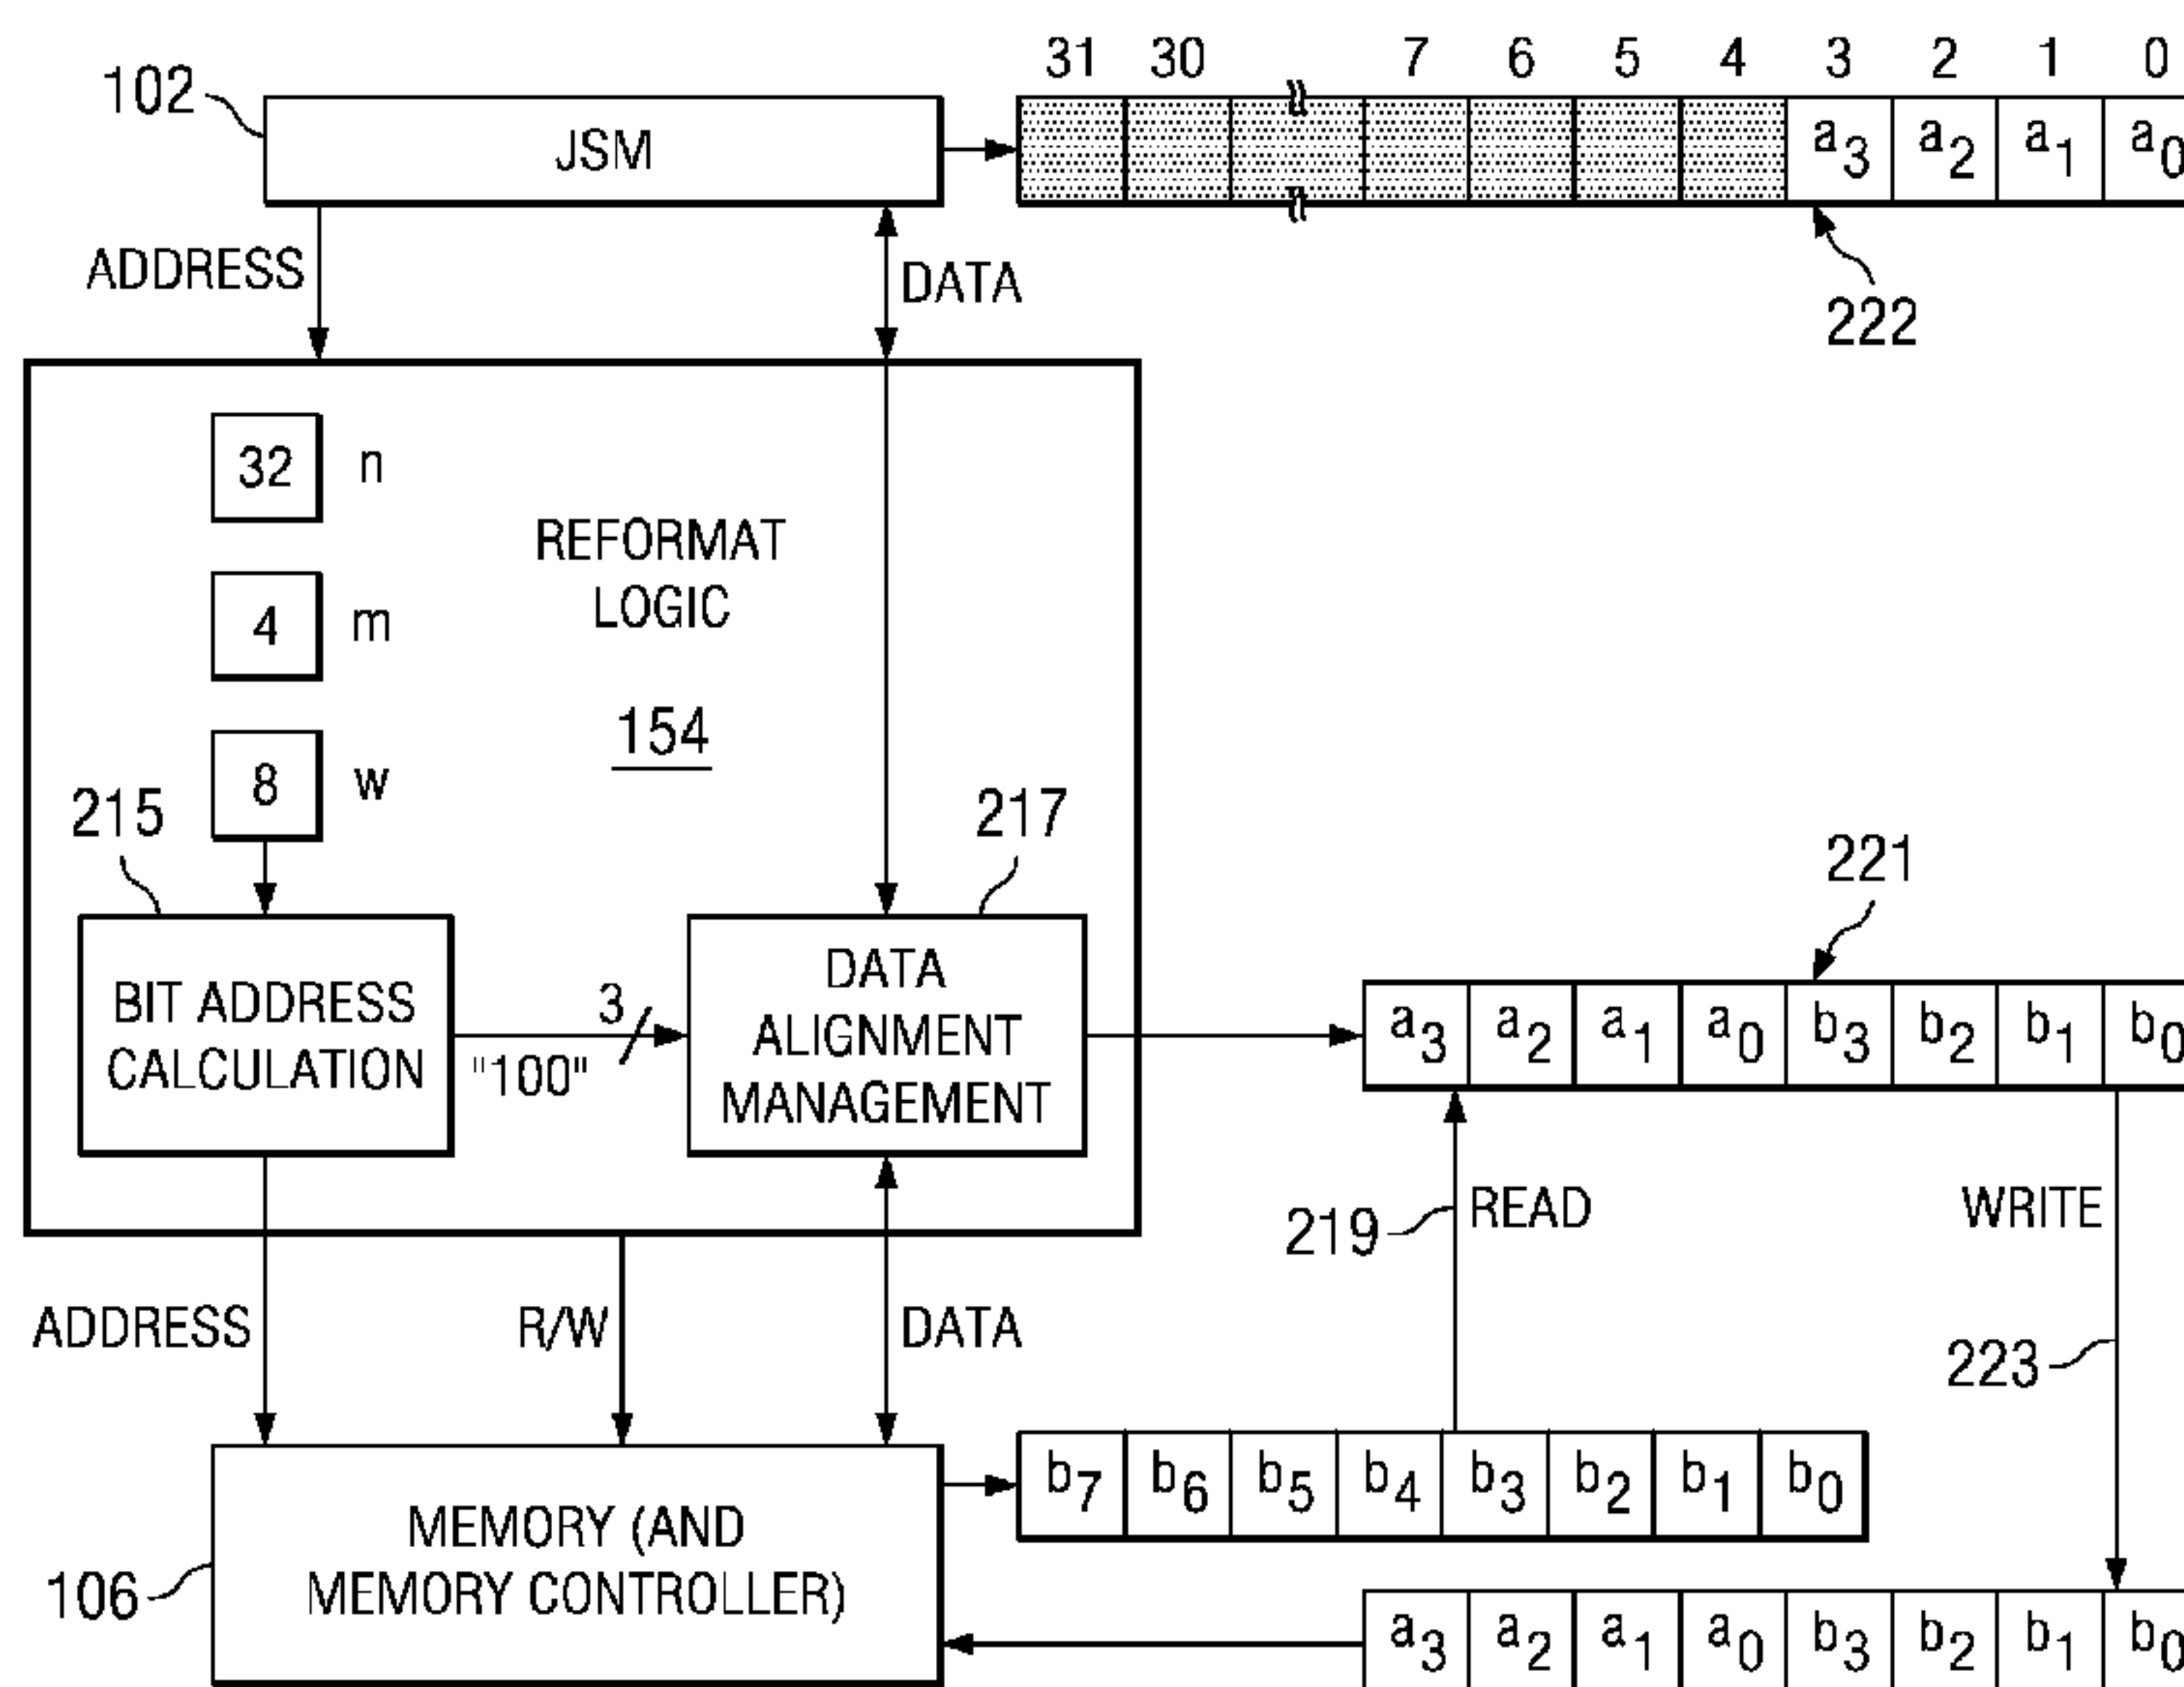 31 30 7 6 5 4 3 2 1 0
102
JSM
a3 a2 a1 a0
ADDRESS
DATA
222
32 n
REFORMAT
LOGIC
4 m
154
8 w
215
217
221
BIT ADDRESS
CALCULATION
3
"100"
DATA
ALIGNMENT
MANAGEMENT
a3 a2 a1 a0 b3 b2 b1 b0
219
READ
WRITE
ADDRESS
R/W
DATA
223
b7 b6 b5 b4 b3 b2 b1 b0
MEMORY (AND
MEMORY CONTROLLER)
106
a3 a2 a1 a0 b3 b2 b1 b0